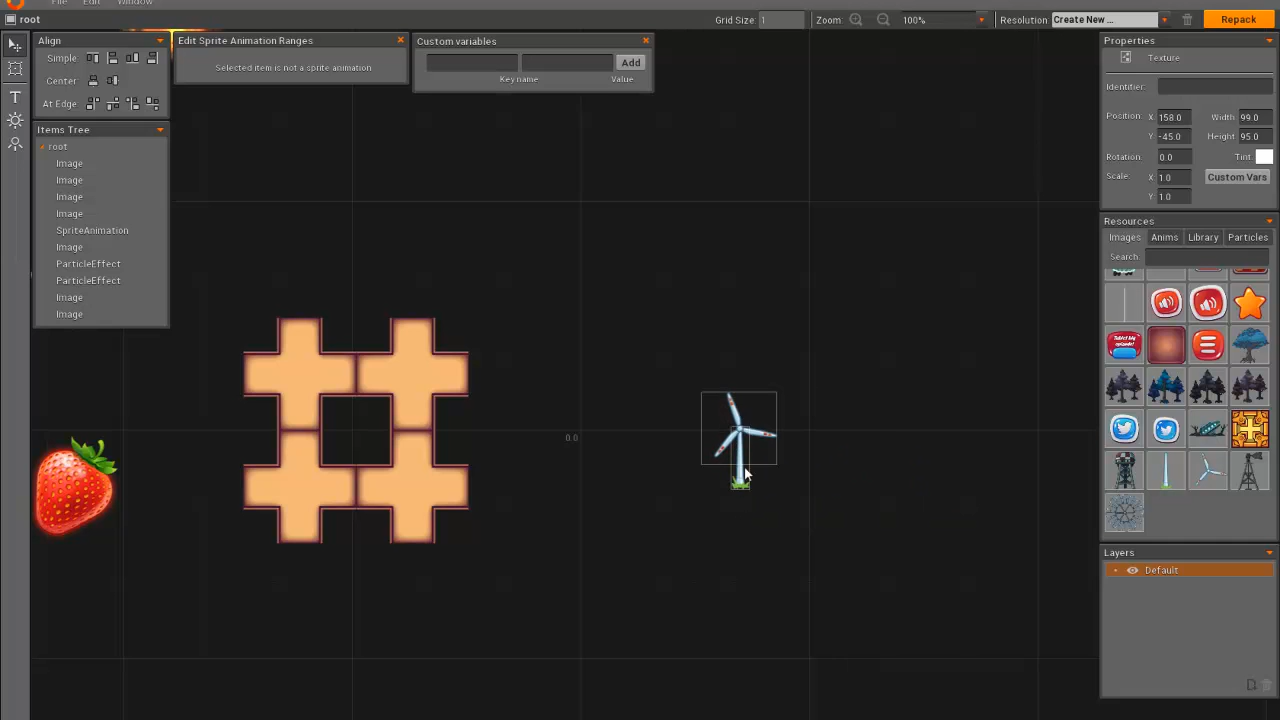 File Edit Window
root Grid Size: 1 Zoom: 100% Resolution: Create New ... Repack
Align
Simple:
Center:
At Edge:
Edit Sprite Animation Ranges
Selected item is not a sprite animation
Custom variables
Add
Key name Value
Items Tree
root
Image
Image
Image
Image
SpriteAnimation
Image
ParticleEffect
ParticleEffect
Image
Image
0.0
Properties
Texture
Identifier:
Position: X 158.0 Width 99.0
Y -45.0 Height 95.0
Rotation: 0.0 Tint:
Scale: X 1.0 Custom Vars
Y 1.0
Resources
Images Anims Library Particles
Search:
Layers
Default